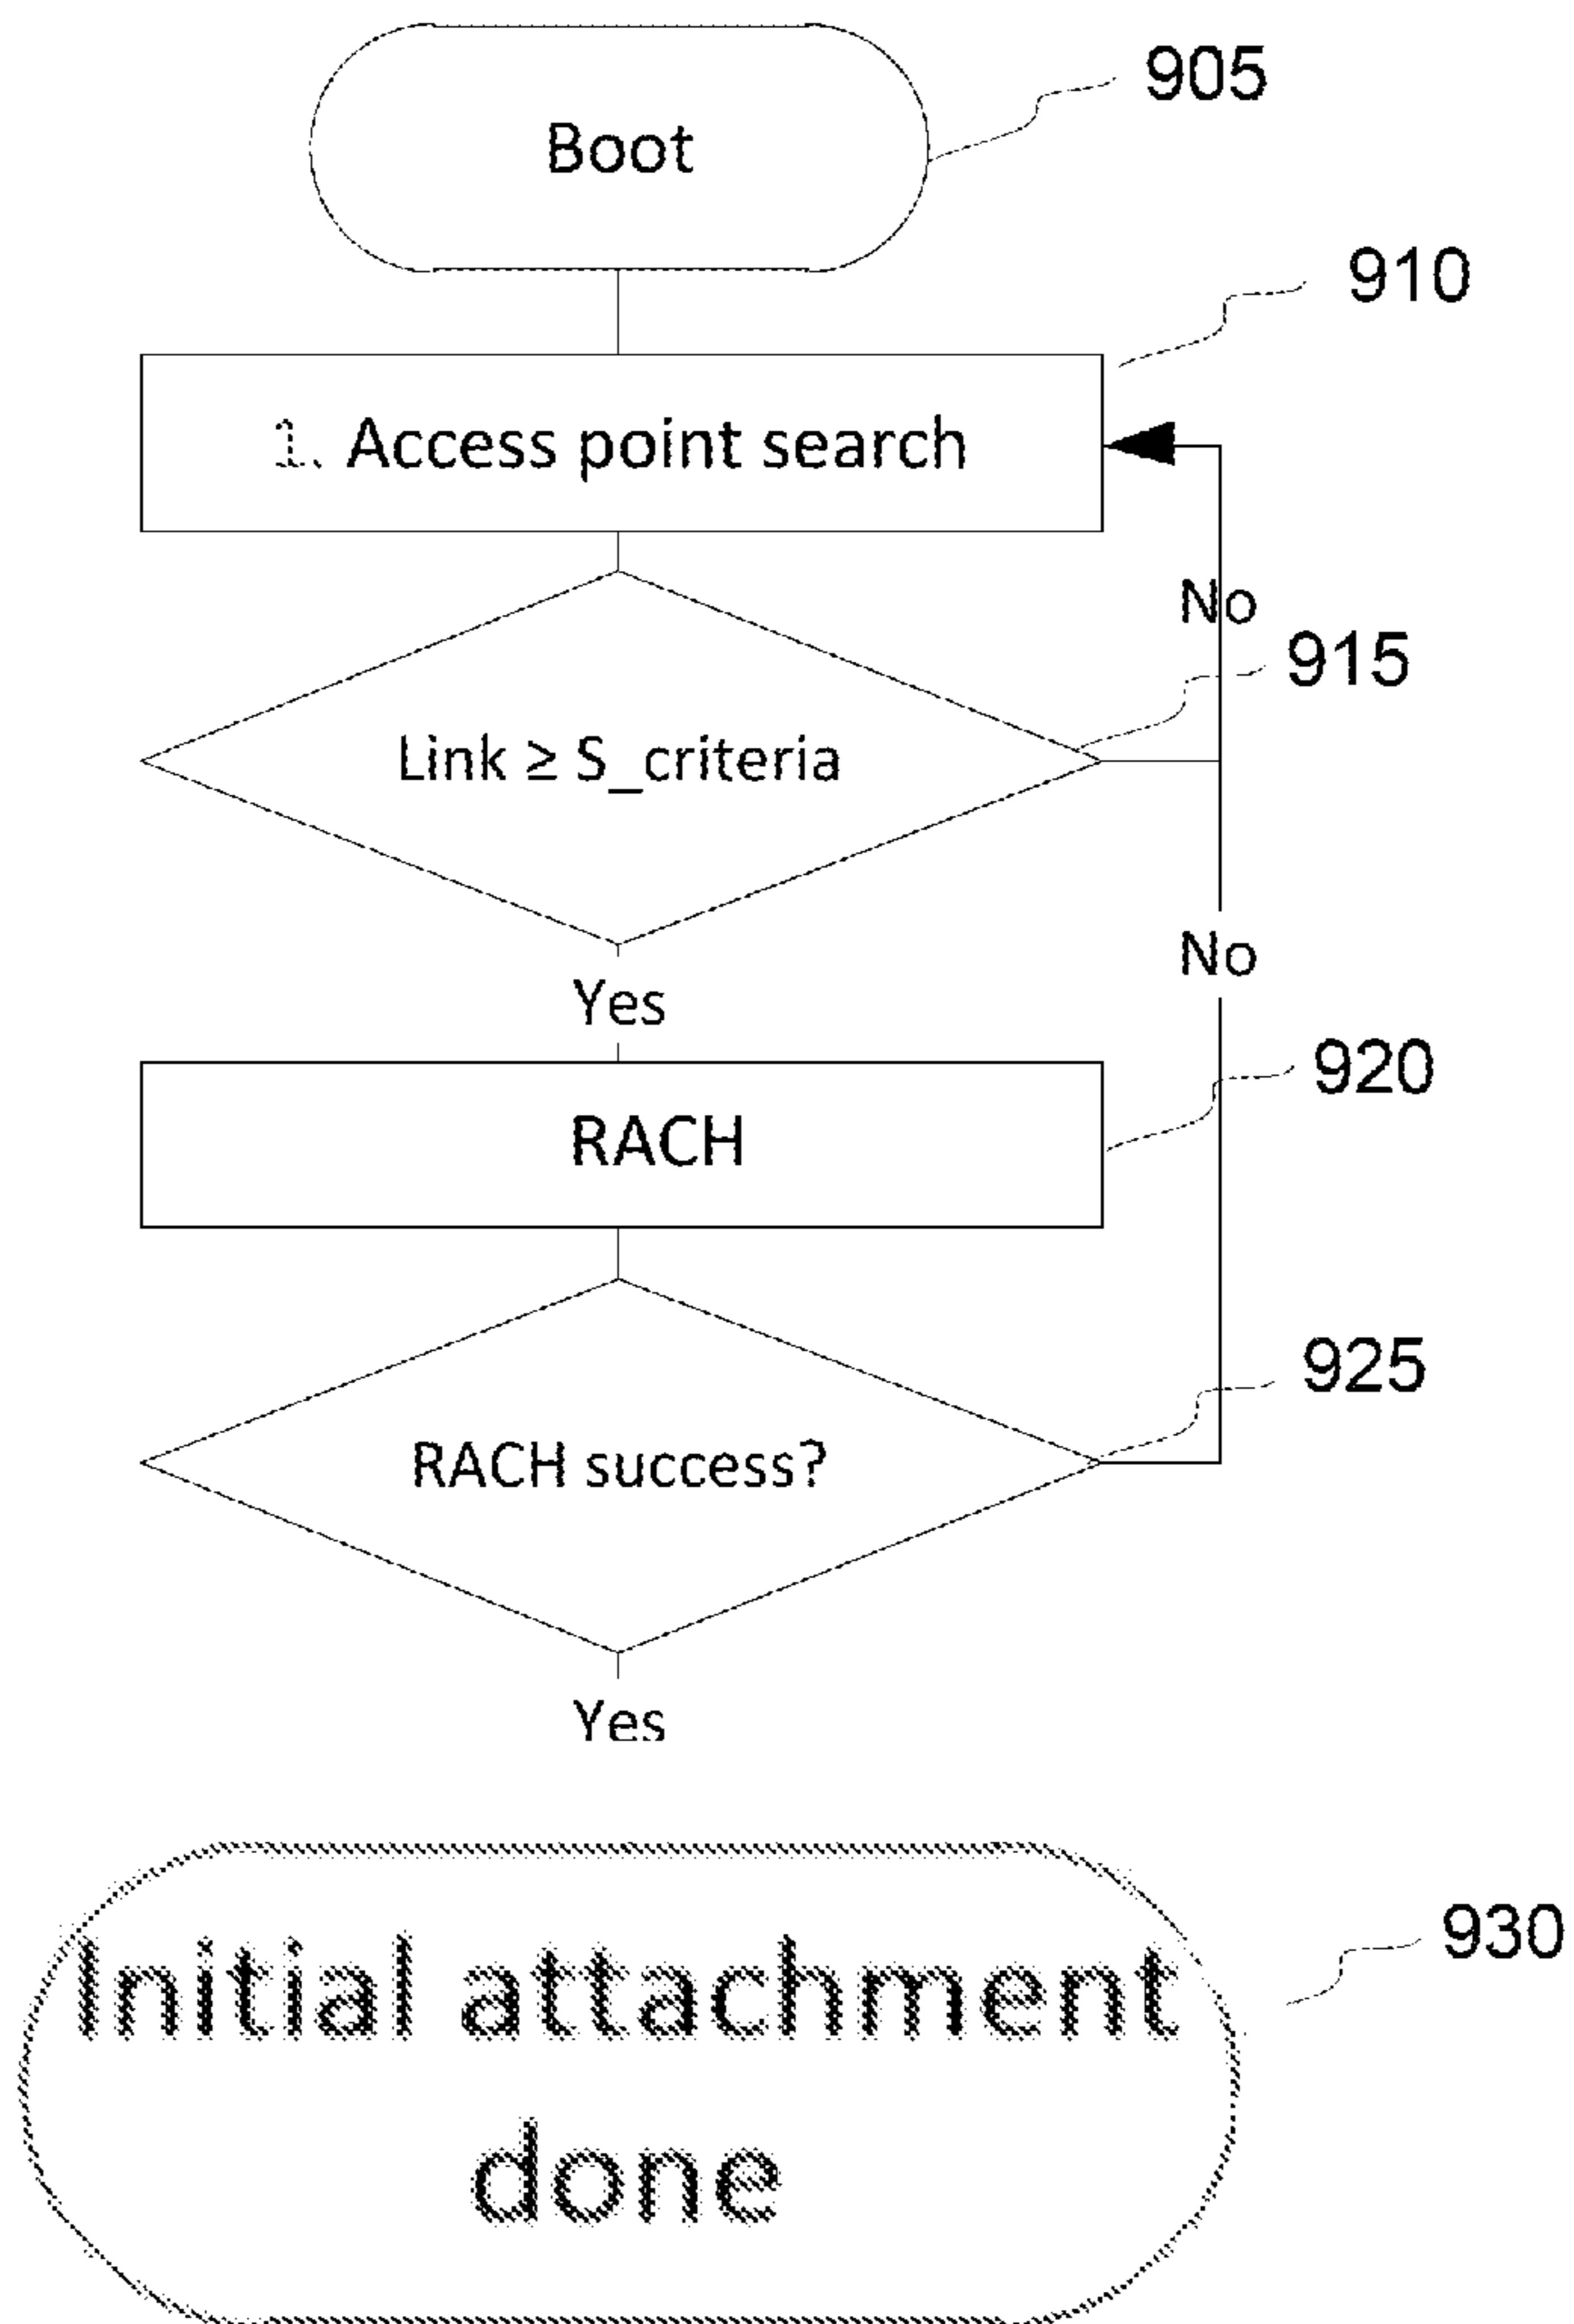 Boot
905
910
1. Access point search
No
915
Link ≥ S_criteria
No
Yes
920
RACH
925
RACH success?
Yes
930
Initial attachment
done